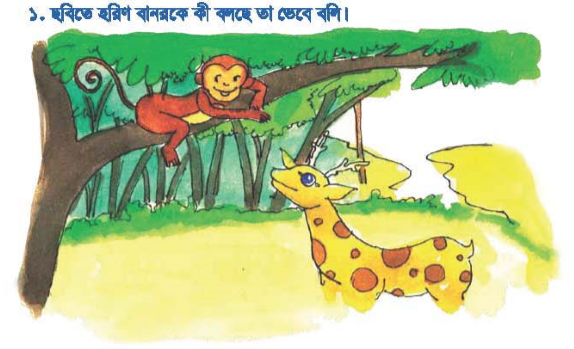 ১. ছবিতে হরিণ বানরকে কী বলছে তা ভেবে বলি।